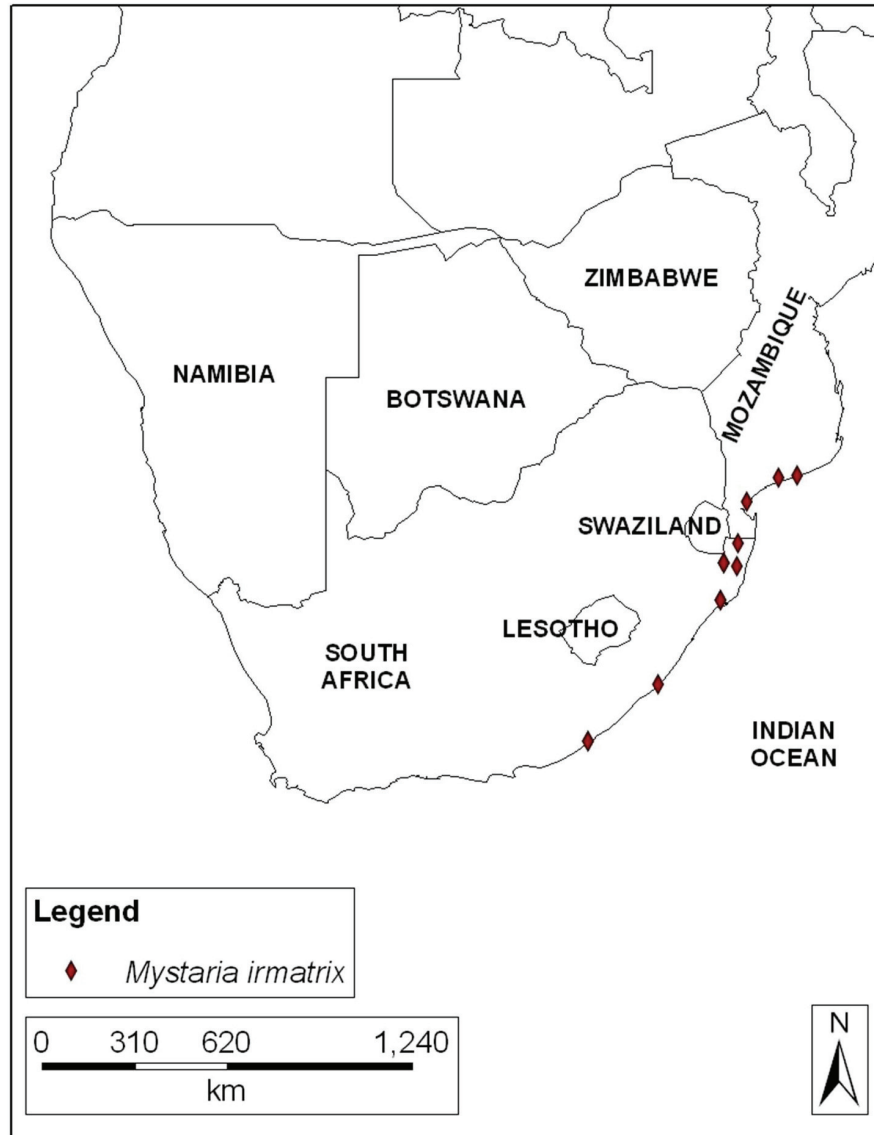 ZIMBABWE
MOZAMBIQUE
NAMIBIA
BOTSWANA
SWAZILAND
LESOTHO
SOUTH
AFRICA
INDIAN
OCEAN
Legend
Mystaria irmatrix
0 310 620 1,240
km
N